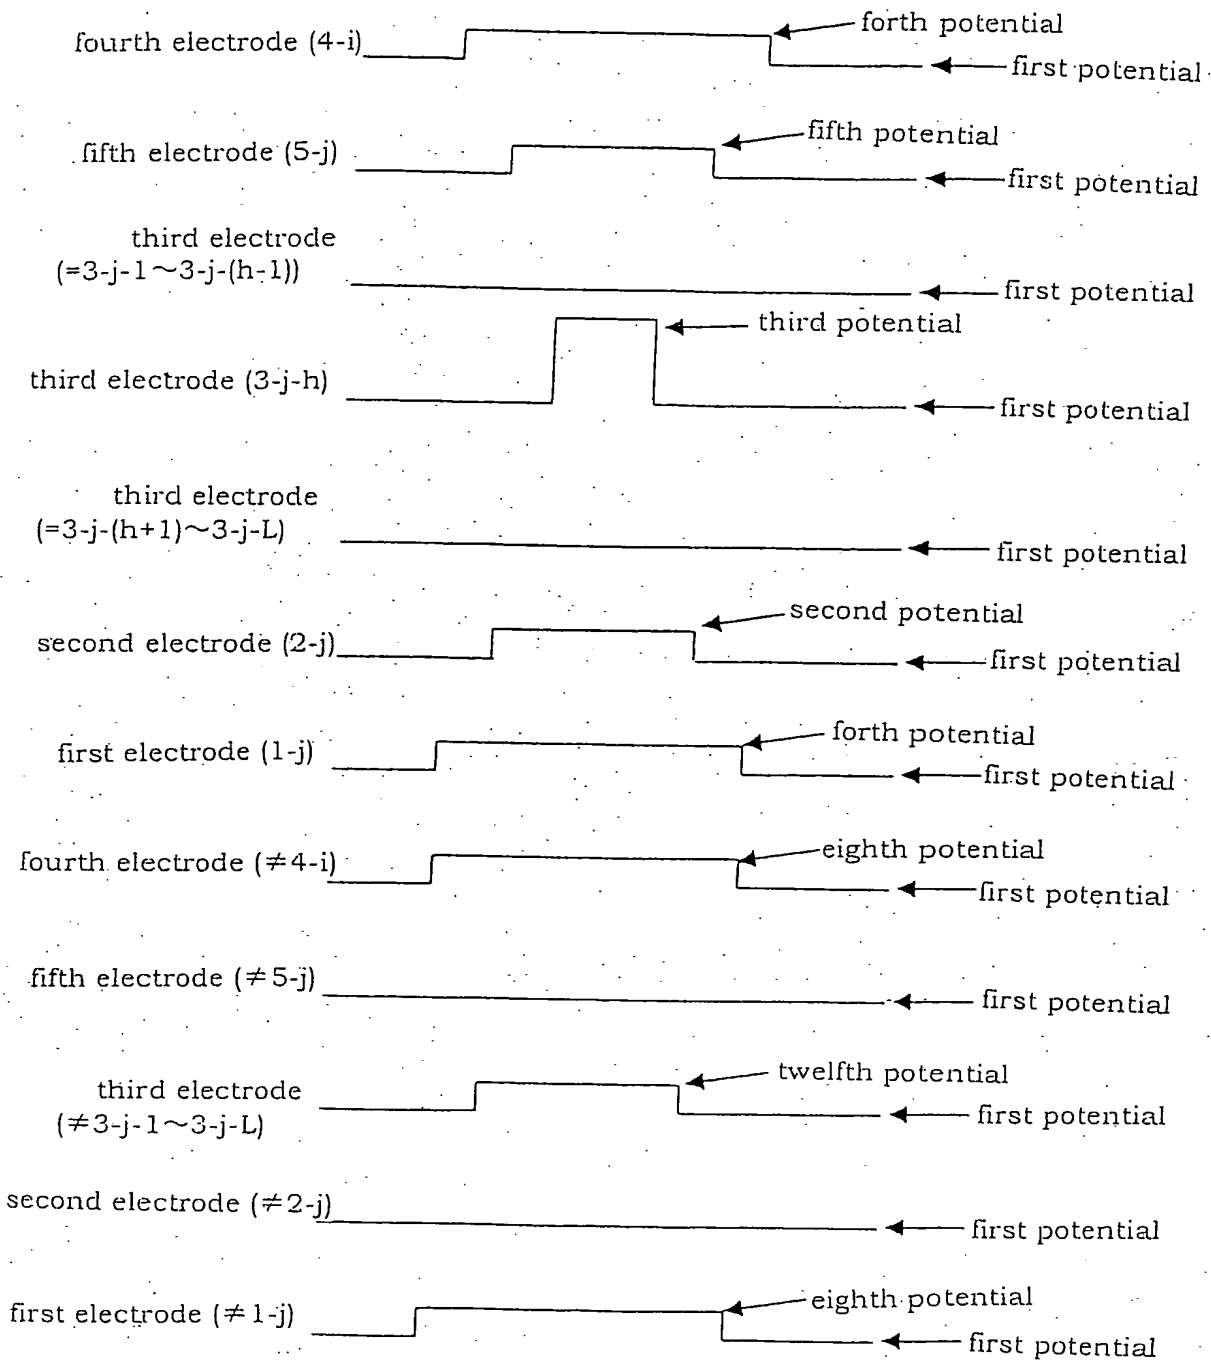 fourth electrode (4-i)
forth potential
first potential
fifth electrode (5-j)
fifth potential
first potential
third electrode
(=3-j-1～3-j-(h-1))
first potential
third potential
third electrode (3-j-h)
first potential
third electrode
(=3-j-(h+1)～3-j-L)
first potential
second potential
second electrode (2-j)
first potential
forth potential
first electrode (1-j)
first potential
eighth potential
fourth electrode (≠4-i)
first potential
fifth electrode (≠5-j)
first potential
twelfth potential
third electrode
(≠3-j-1～3-j-L)
first potential
second electrode (≠2-j)
first potential
eighth potential
first electrode (≠1-j)
first potential